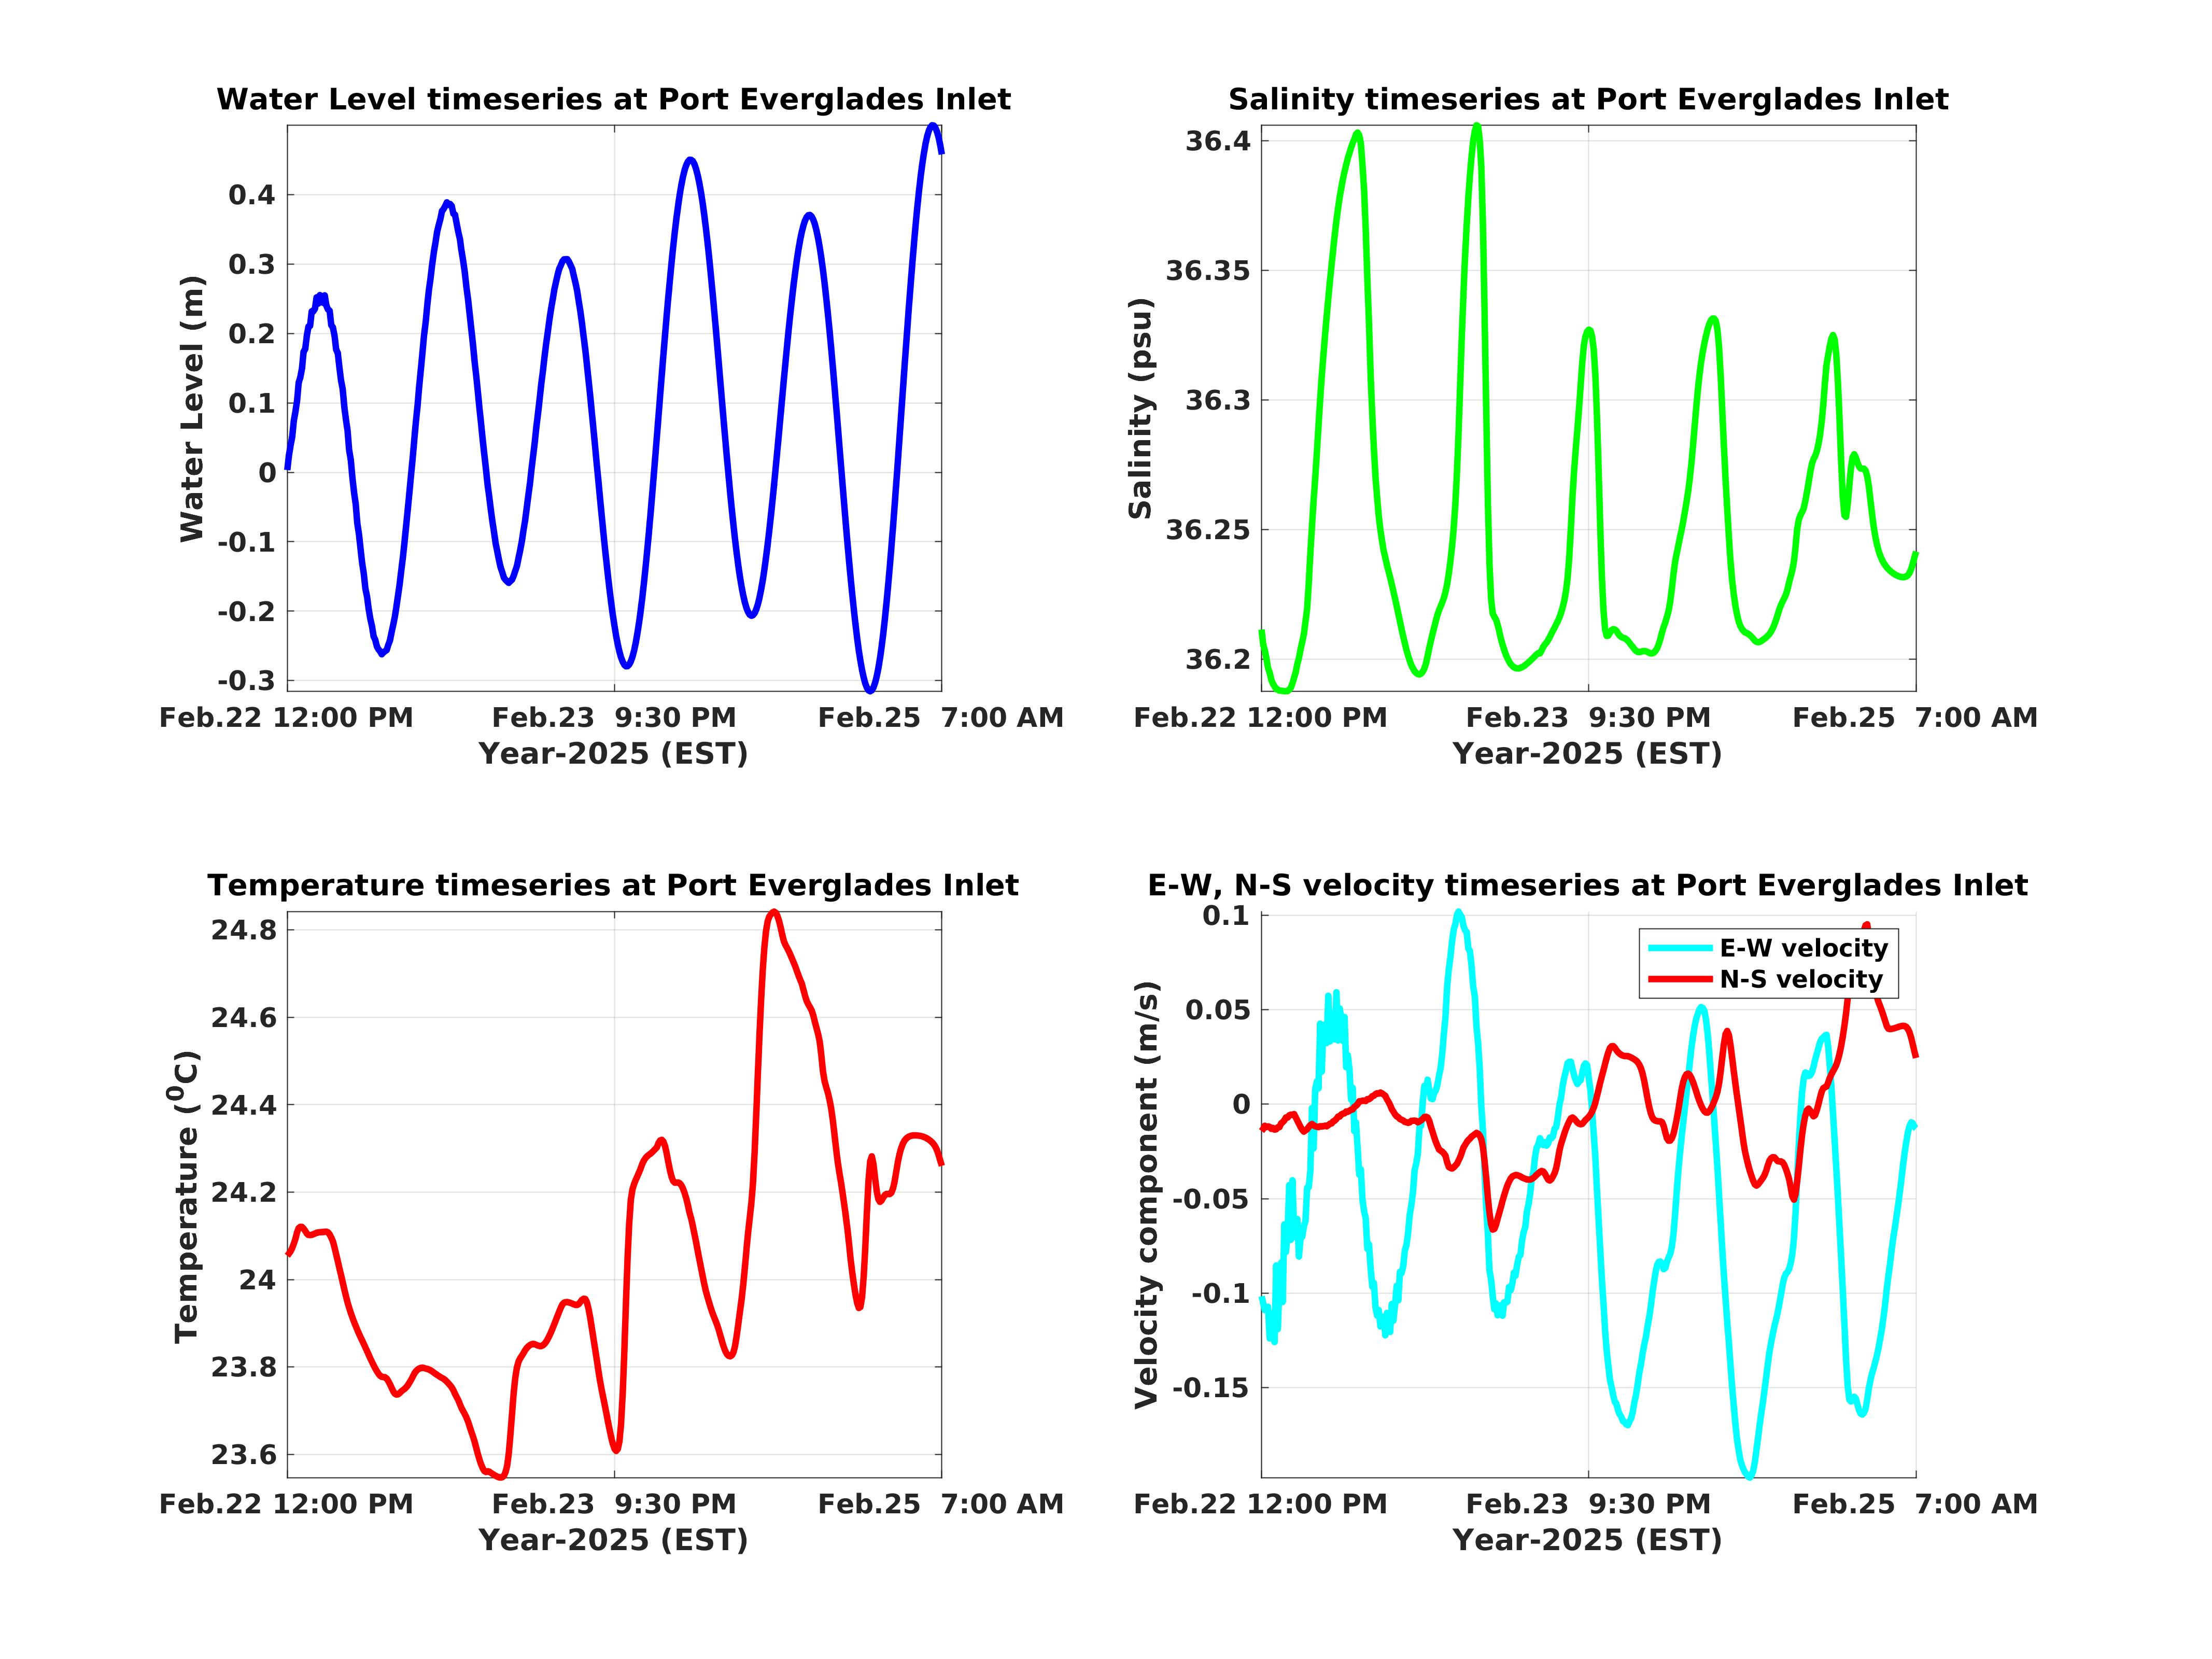 Water Level timeseries at Port Everglades Inlet
Water Level (m)
0.4
0.3
0.2
0.1
0
-0.1
-0.2
-0.3
Feb.22 12:00 PM Feb.23 9:30 PM Feb.25 7:00 AM
Year-2025 (EST)
Salinity timeseries at Port Everglades Inlet
Salinity (psu)
36.4
36.35
36.3
36.25
36.2
Feb.22 12:00 PM Feb.23 9:30 PM Feb.25 7:00 AM
Year-2025 (EST)
Temperature timeseries at Port Everglades Inlet
Temperature (⁰C)
24.8
24.6
24.4
24.2
24
23.8
23.6
Feb.22 12:00 PM Feb.23 9:30 PM Feb.25 7:00 AM
Year-2025 (EST)
E-W, N-S velocity timeseries at Port Everglades Inlet
Velocity component (m/s)
0.1
0.05
0
-0.05
-0.1
-0.15
E-W velocity
N-S velocity
Feb.22 12:00 PM Feb.23 9:30 PM Feb.25 7:00 AM
Year-2025 (EST)